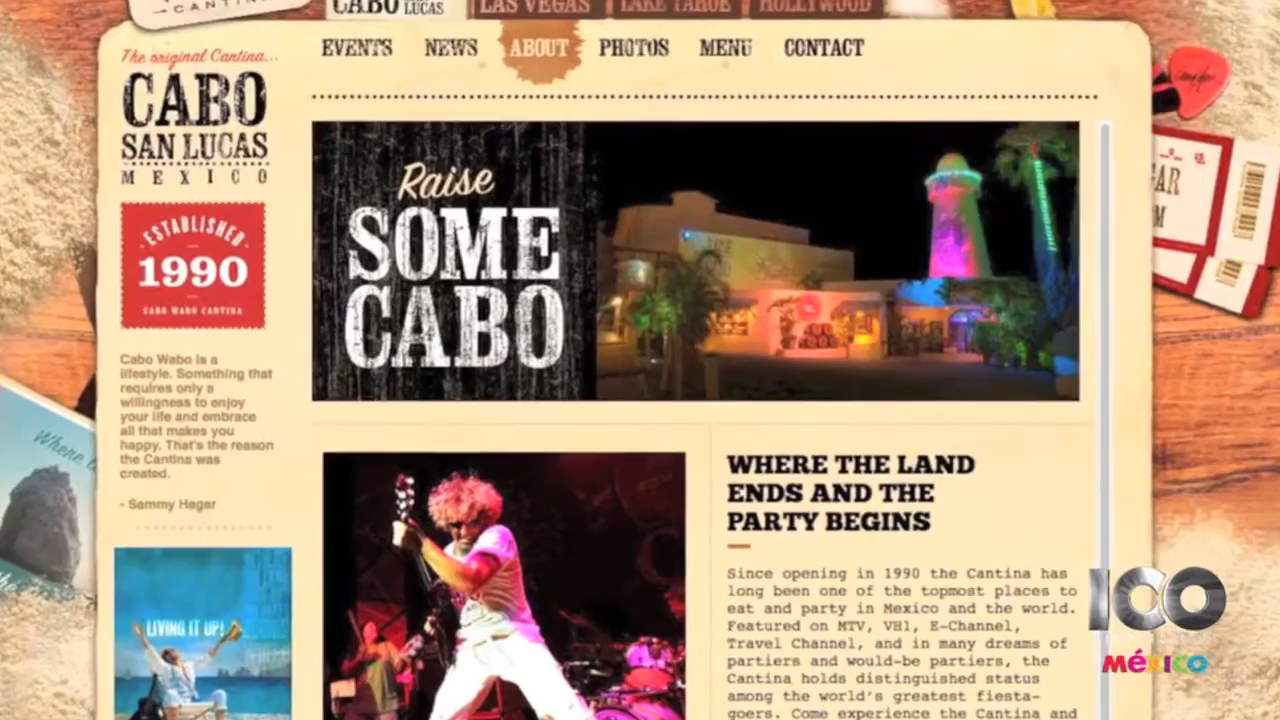 CANTINA
CABO
LUCAS
LAS VEGAS
LAKE TAHOE
HOLLYWOOD
EVENTS
NEWS
ABOUT
PHOTOS
MENU
CONTACT
The original Cantina...
CABO
SAN LUCAS
MEXICO
ESTABLISHED
1990
CABO WABO CANTINA
Cabo Wabo is a
lifestyle. Something that
requires only a
willingness to enjoy
your life and embrace
all that makes you
happy. That's the reason
the Cantina was
created.
- Sammy Hagar
LIVING IT UP!
Raise
SOME
CABO
WHERE THE LAND
ENDS AND THE
PARTY BEGINS
Since opening in 1990 the Cantina has
long been one of the topmost places to
eat and party in Mexico and the world.
Featured on MTV, VH1, E-Channel,
Travel Channel, and in many dreams of
partiers and would-be partiers, the
Cantina holds distinguished status
among the world's greatest fiesta-
goers. Come experience the Cantina and
Where
100
México